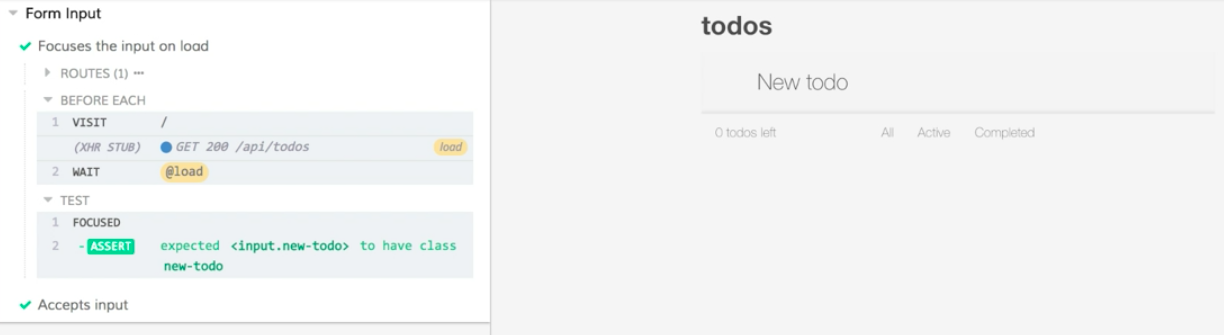 Form Input
Focuses the input on load
ROUTES (1) •••
BEFORE EACH
1 VISIT /
(XHR STUB) GET 200 /api/todos load
2 WAIT @load
TEST
1 FOCUSED
2 -ASSERT expected <input.new-todo> to have class
new-todo
Accepts input
todos
New todo
0 todos left All Active Completed